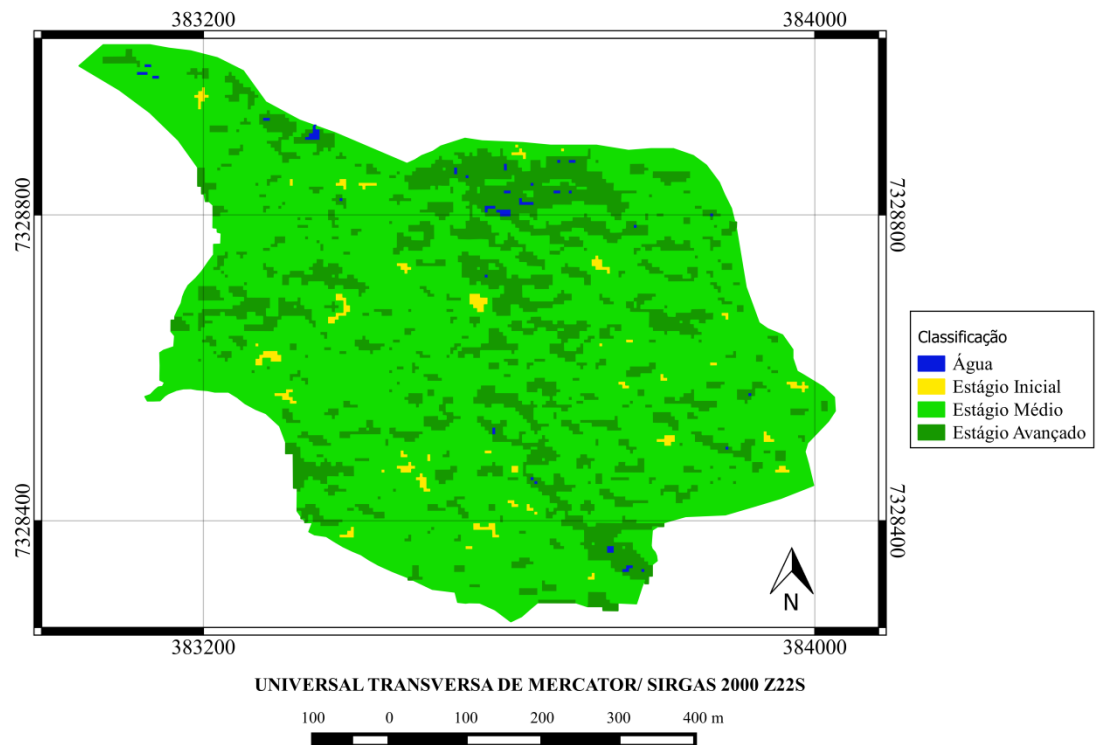 383200 384000
7328800 7328800
Classificação
Água
Estágio Inicial
Estágio Médio
Estágio Avançado
7328400 7328400
N
383200 384000
UNIVERSAL TRANSVERSA DE MERCATOR/ SIRGAS 2000 Z22S
100 0 100 200 300 400 m